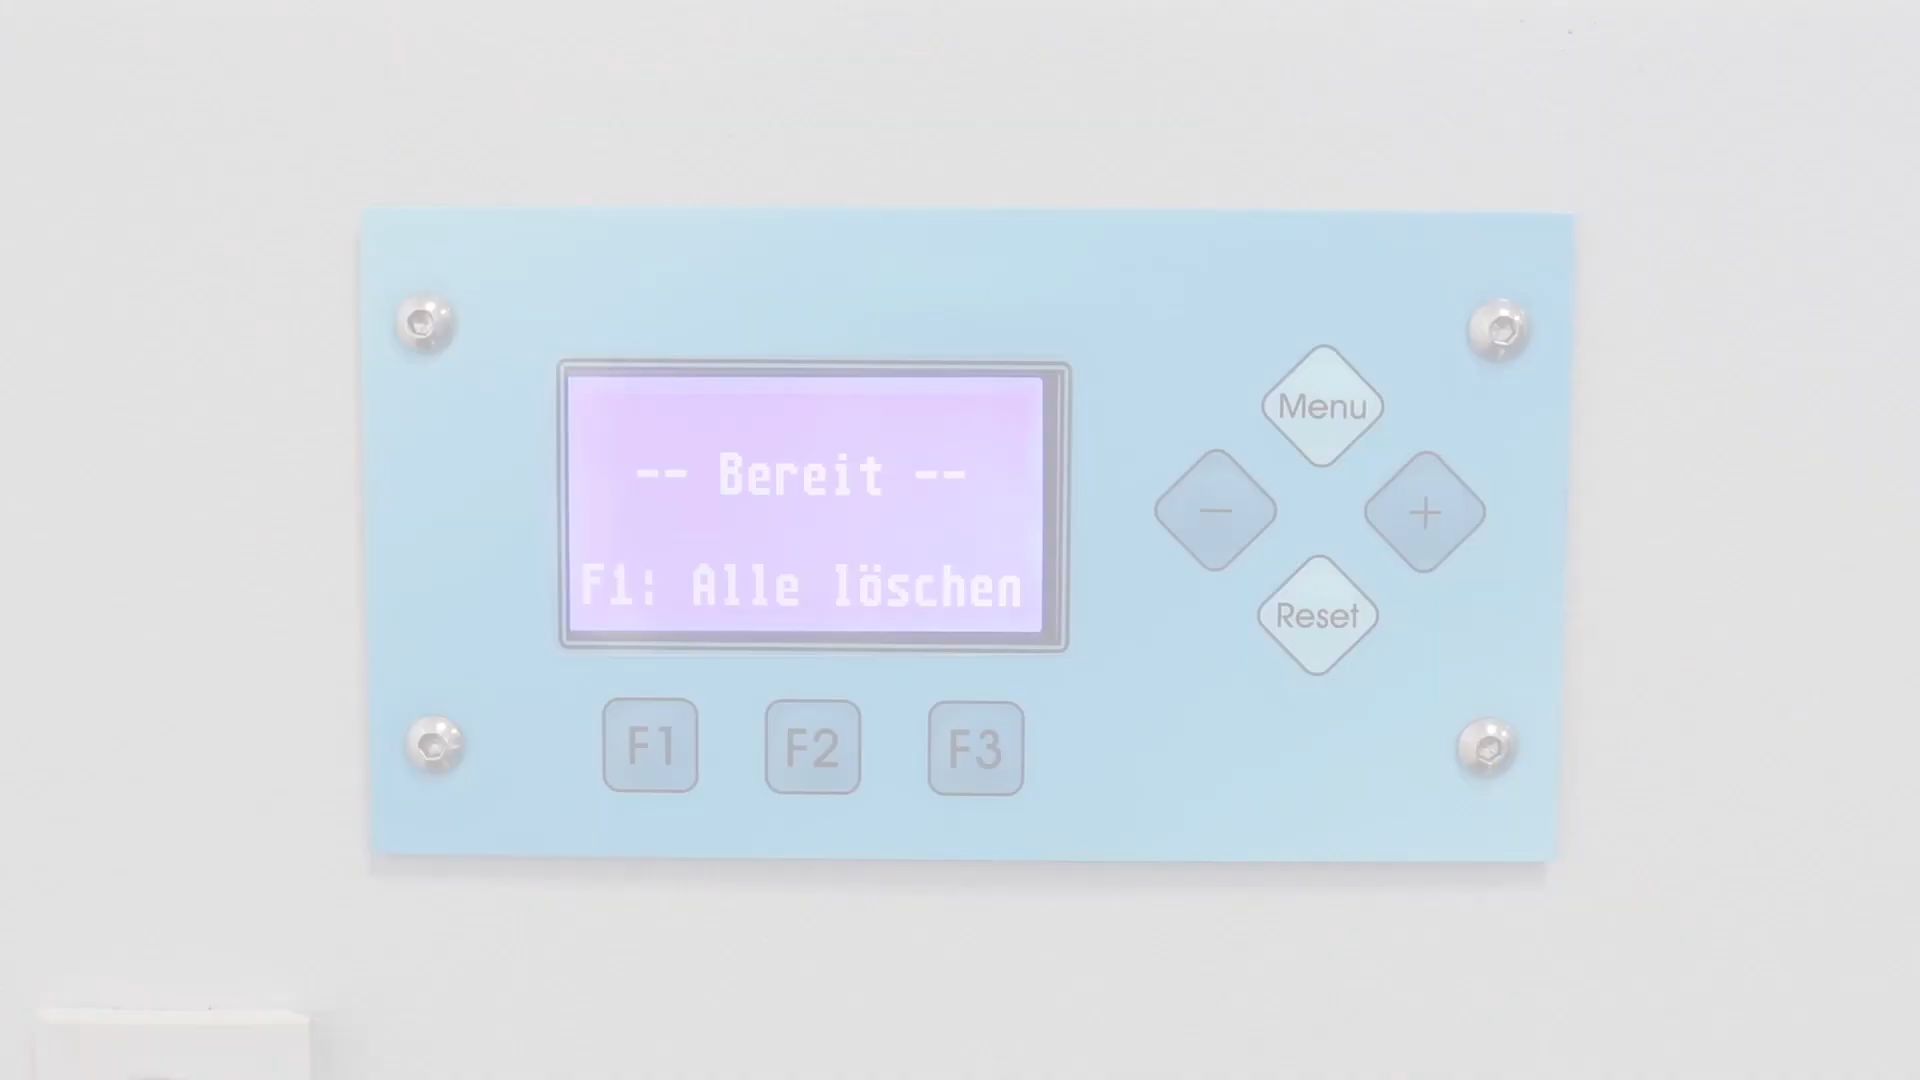 -- Bereit --
F1: Alle löschen
Menu
-
+
Reset
F1 F2 F3